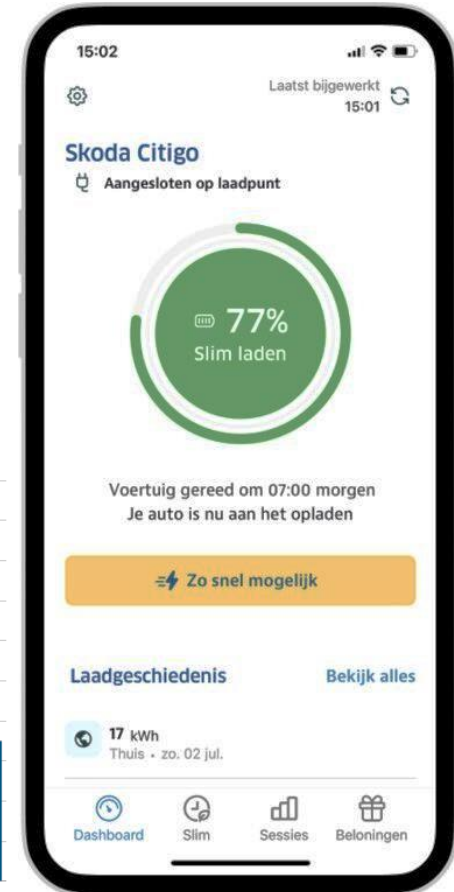 15:02
Laatst bijgewerkt
15:01
Skoda Citigo
Aangesloten op laadpunt
77%
Slim laden
Voertuig gereed om 07:00 morgen
Je auto is nu aan het opladen
Zo snel mogelijk
Laadgeschiedenis Bekijk alles
17 kWh
Thuis • zo. 02 jul.
Dashboard Slim Sessies Beloningen